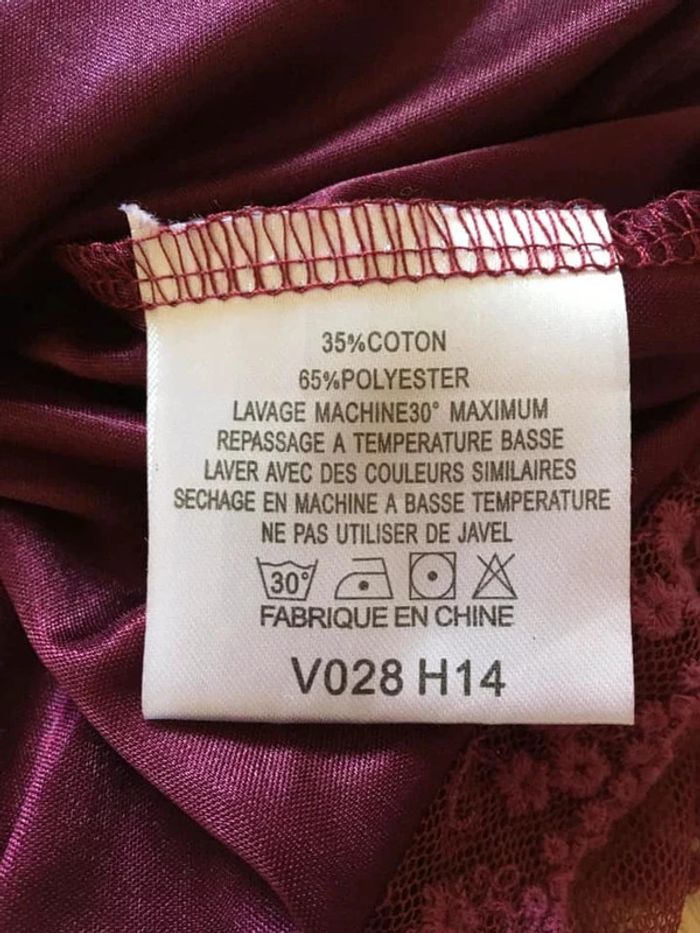 35%COTON
65%POLYESTER
LAVAGE MACHINE30° MAXIMUM
REPASSAGE A TEMPERATURE BASSE
LAVER AVEC DES COULEURS SIMILAIRES
SECHAGE EN MACHINE A BASSE TEMPERATURE
NE PAS UTILISER DE JAVEL
30°
FABRIQUE EN CHINE
V028 H14